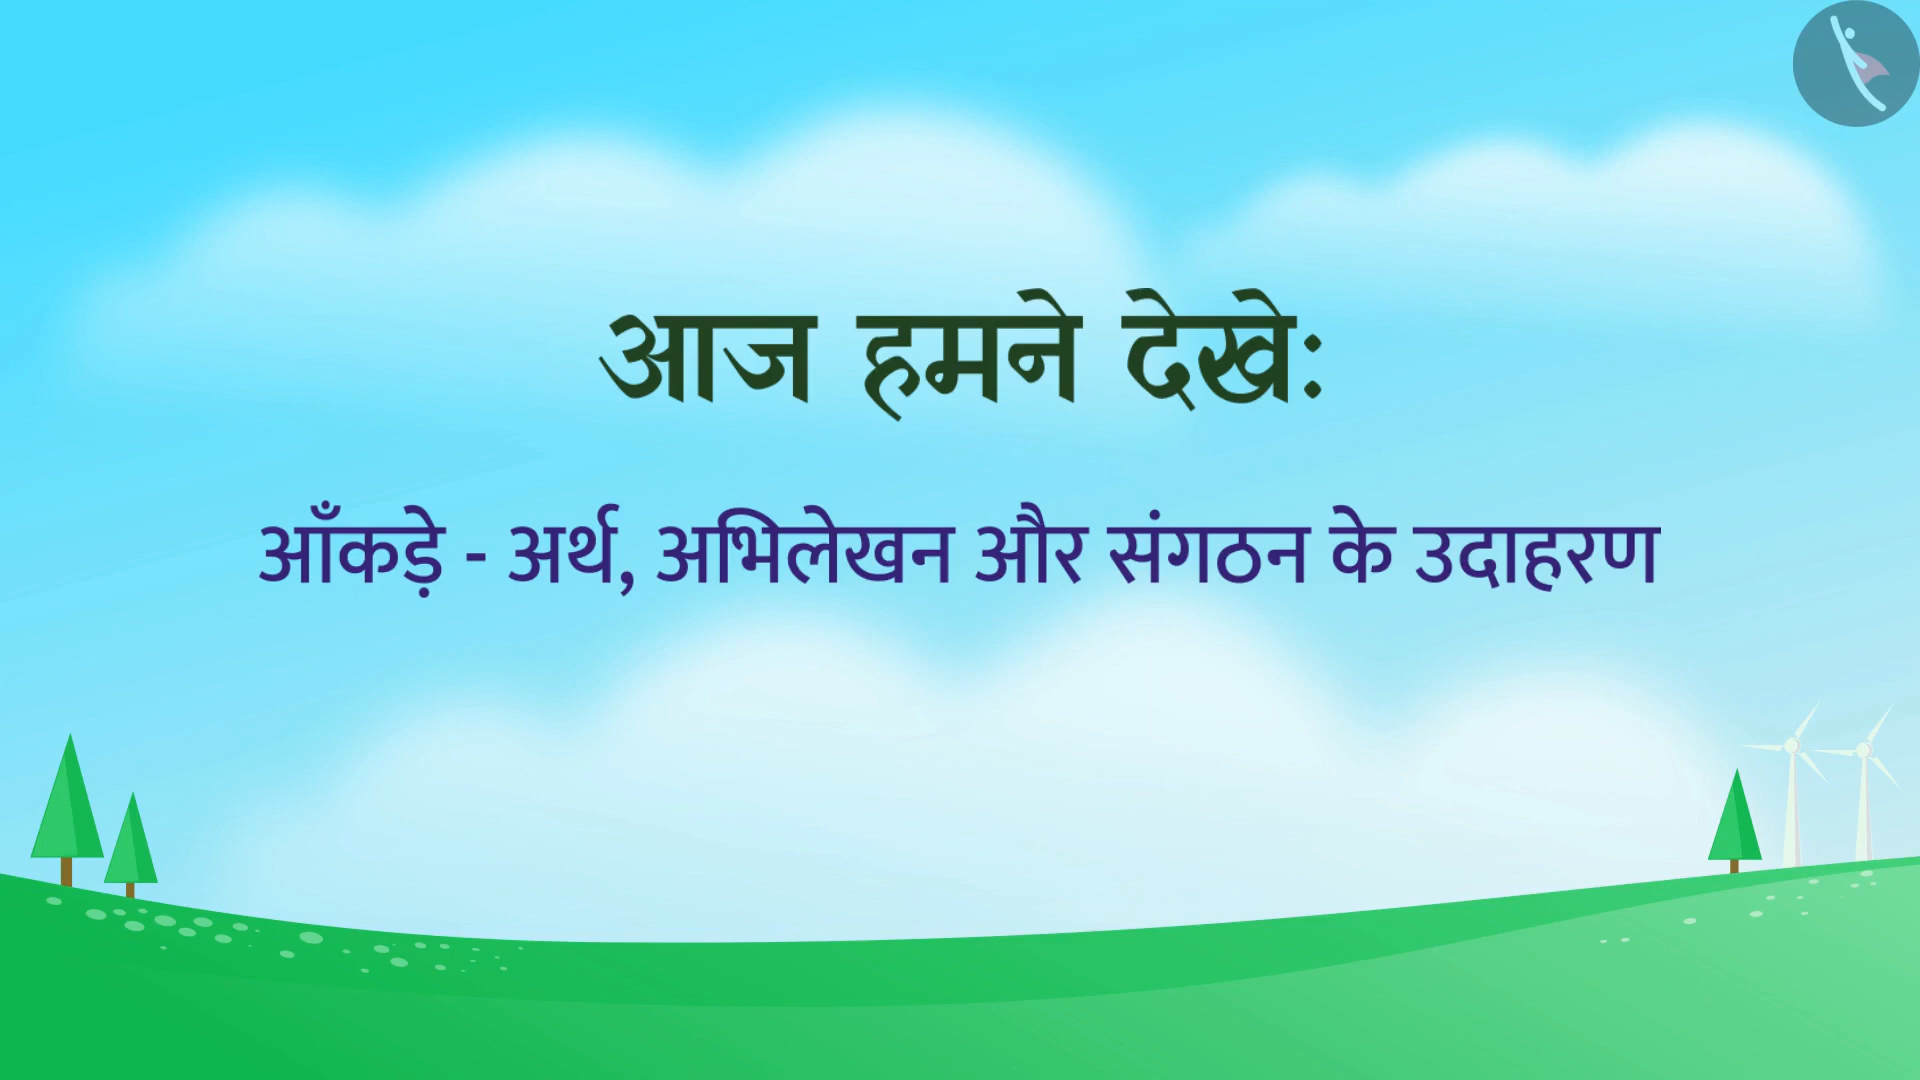 आज हमने देखे:
आँकड़े - अर्थ, अभिलेखन और संगठन के उदाहरण